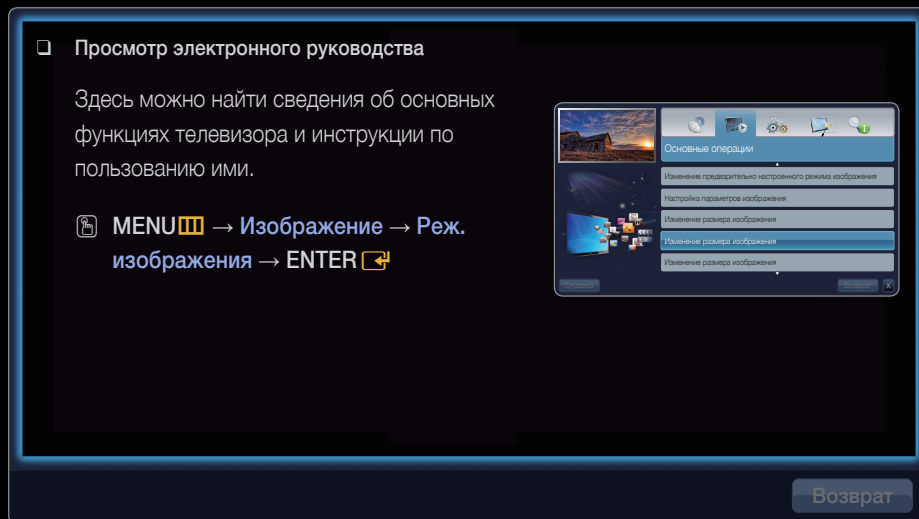 ❑ Просмотр электронного руководства
Здесь можно найти сведения об основных
функциях телевизора и инструкции по
пользованию ими.
MENU → Изображение → Реж.
изображения → ENTER
Основные операции
Изменение предварительно настроенного режима изображения
Настройка параметров изображения
Изменение размера изображения
Изменение размера изображения
Изменение размера изображения
Справка
Возврат X
Возврат